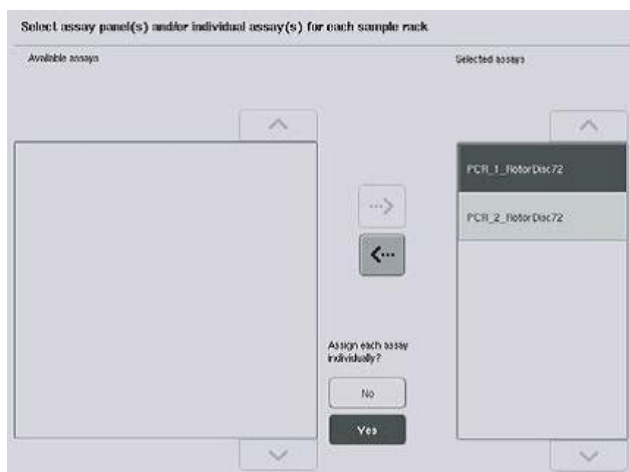 Select assay panel(s) and/or individual assay(s) for each sample rack
Available assays
Selected assays
PCR_1_RotorDisc72
PCR_2_RotorDisc72
Assign each assay
individually?
No
Yes